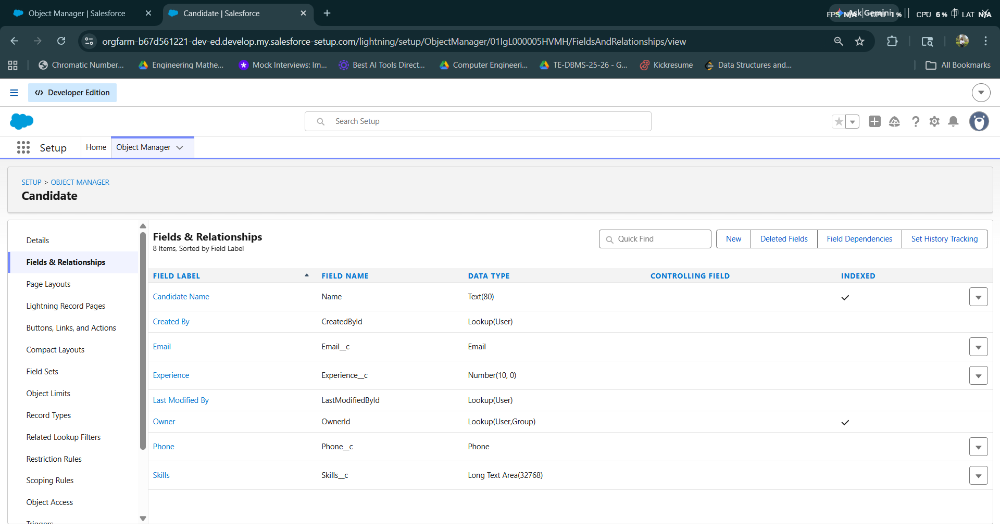 Object Manager | Salesforce
Candidate | Salesforce
Ask Gemini
FPS N/A GPU 1 % CPU 6 % LAT N/A
orgfarm-b67d561221-dev-ed.develop.my.salesforce-setup.com/lightning/setup/ObjectManager/01IgL000005HVMH/FieldsAndRelationships/view
Chromatic Number...
Engineering Mathe...
Mock Interviews: Im...
Best AI Tools Direct...
Computer Engineeri...
TE-DBMS-25-26 - G...
Kickresume
Data Structures and...
All Bookmarks
Developer Edition
Search Setup
Setup
Home
Object Manager
SETUP > OBJECT MANAGER
Candidate
Details
Fields & Relationships
Page Layouts
Lightning Record Pages
Buttons, Links, and Actions
Compact Layouts
Field Sets
Object Limits
Record Types
Related Lookup Filters
Restriction Rules
Scoping Rules
Object Access
Triggers
Fields & Relationships
8 Items, Sorted by Field Label
Quick Find
New
Deleted Fields
Field Dependencies
Set History Tracking
FIELD LABEL FIELD NAME DATA TYPE CONTROLLING FIELD INDEXED
Candidate Name Name Text(80)
Created By CreatedById Lookup(User)
Email Email__c Email
Experience Experience__c Number(10, 0)
Last Modified By LastModifiedById Lookup(User)
Owner OwnerId Lookup(User,Group)
Phone Phone__c Phone
Skills Skills__c Long Text Area(32768)